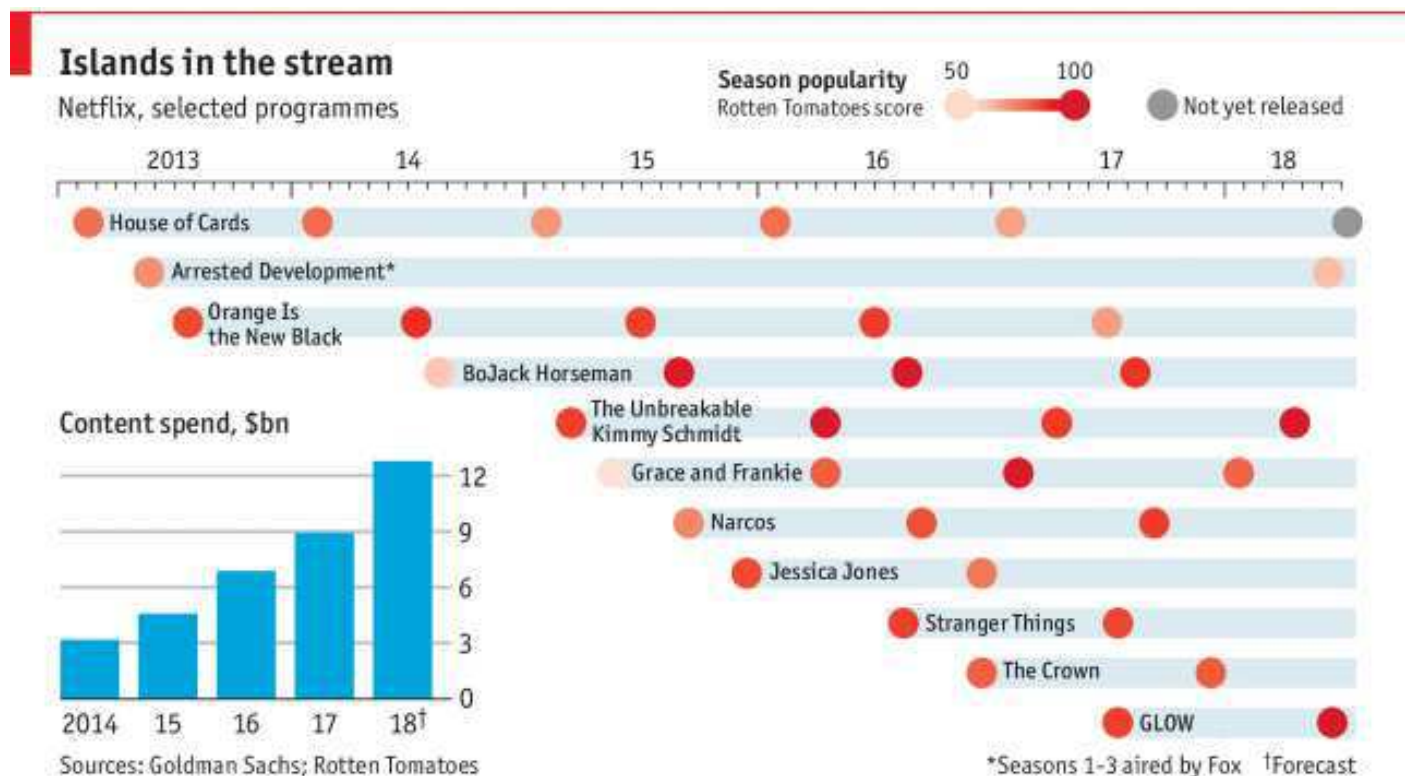 Islands in the stream
Netflix, selected programmes
Season popularity
Rotten Tomatoes score
50 100
Not yet released
2013 14 15 16 17 18
House of Cards
Arrested Development*
Orange Is
the New Black
BoJack Horseman
The Unbreakable
Kimmy Schmidt
Grace and Frankie
Narcos
Jessica Jones
Stranger Things
The Crown
GLOW
Content spend, $bn
12
9
6
3
0
2014 15 16 17 18†
Sources: Goldman Sachs; Rotten Tomatoes
*Seasons 1-3 aired by Fox †Forecast